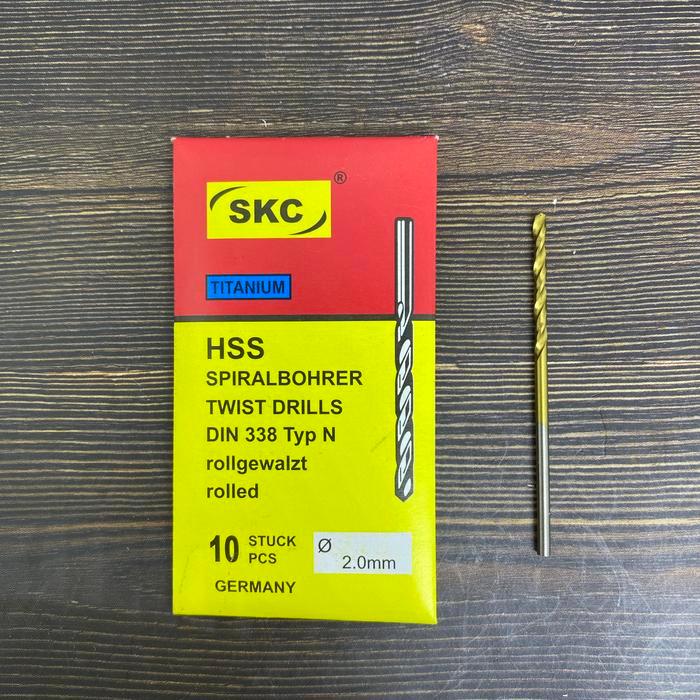 SKC ®
TITANIUM
HSS
SPIRALBOHRER
TWIST DRILLS
DIN 338 Typ N
rollgewalzt
rolled
10 STUCK
PCS
Ø
2.0mm
GERMANY